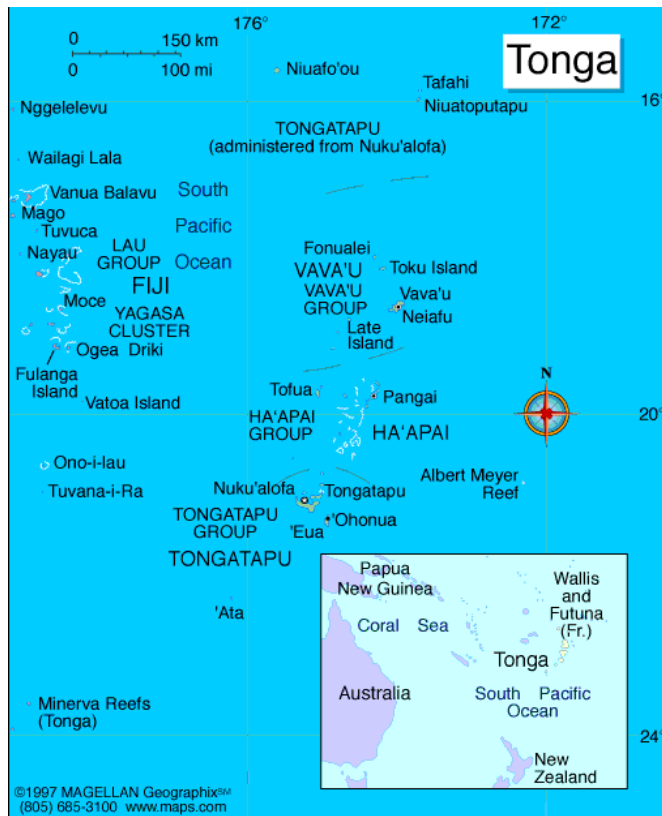 176
172
0 150 km
0 100 mi
Tonga
Niuafo'ou
Tafahi
Niuatoputapu
16
Nggelelevu
TONGATAPU
(administered from Nuku'alofa)
Wailagi Lala
Vanua Balavu
South
Mago
Pacific
Tuvuca
Nayau
LAU
GROUP
Ocean
Fonualei
VAVA'U
Toku Island
FIJI
VAVA'U
GROUP
Vava'u
Neiafu
Moce
YAGASA
CLUSTER
Late
Island
Ogea Driki
Fulanga
Island
N
Tofua
Pangai
Vatoa Island
HA'APAI
GROUP
HA'APAI
20
Ono-i-lau
Albert Meyer
Reef
Tuvana-i-Ra
Nuku'alofa
Tongatapu
TONGATAPU
GROUP
'Ohonua
'Eua
TONGATAPU
'Ata
Papua
New Guinea
Wallis
and
Futuna
(Fr.)
Coral Sea
Tonga
Australia
South Pacific
Ocean
New
Zealand
Minerva Reefs
(Tonga)
24
©1997 MAGELLAN Geographix℠
(805) 685-3100 www.maps.com